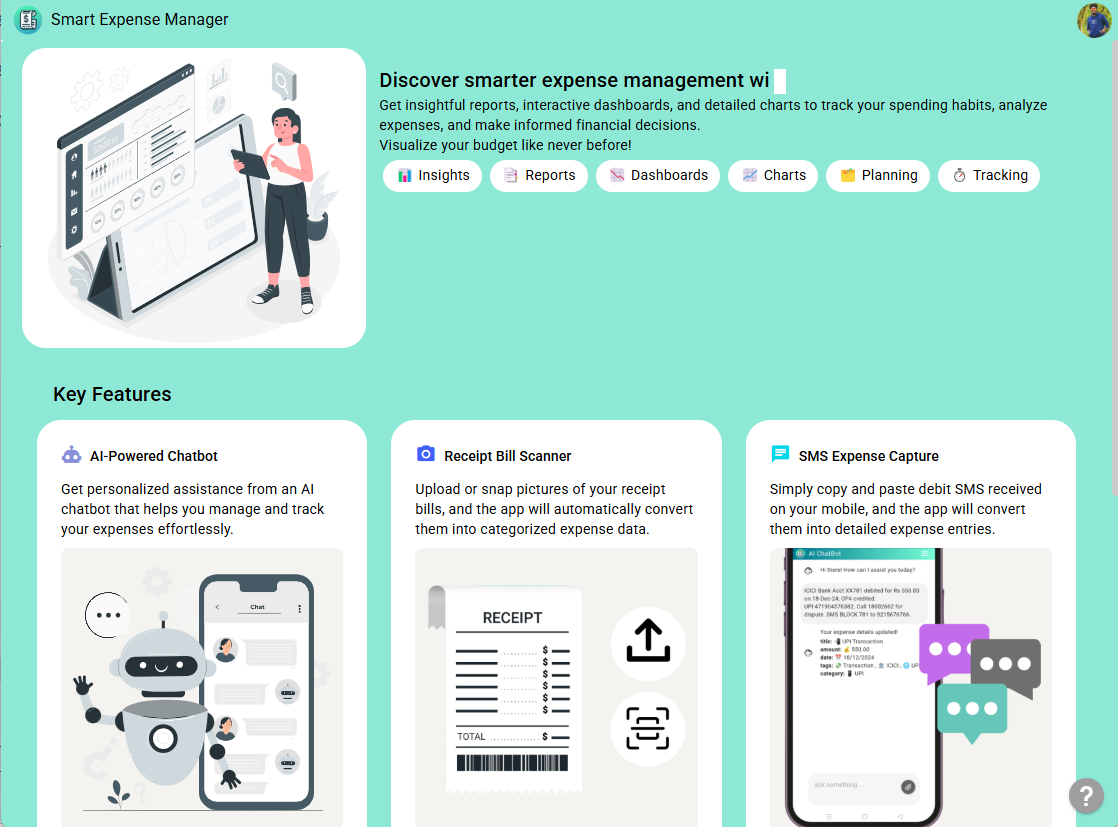 Smart Expense Manager
Discover smarter expense management wi
Get insightful reports, interactive dashboards, and detailed charts to track your spending habits, analyze
expenses, and make informed financial decisions.
Visualize your budget like never before!
Insights
Reports
Dashboards
Charts
Planning
Tracking
Key Features
AI-Powered Chatbot
Get personalized assistance from an AI
chatbot that helps you manage and track
your expenses effortlessly.
Chat
Receipt Bill Scanner
Upload or snap pictures of your receipt
bills, and the app will automatically convert
them into categorized expense data.
RECEIPT
$
$
$
$
$
$
TOTAL $
SMS Expense Capture
Simply copy and paste debit SMS received
on your mobile, and the app will convert
them into detailed expense entries.
AI ChatBot
Hi there! How can I assist you today?
ICICI Bank Acct XX781 debited for Rs 550.00
on 18-Dec-24; OP4 credited.
UPI:471904576382. Call 18002662 for
dispute. SMS BLOCK 781 to 9215676766.
Your expense details updated!
title: UPI Transaction
amount: 550.00
date: 18/12/2024
tags: Transaction , ICICI , UP
category: UPI
ask something...
?